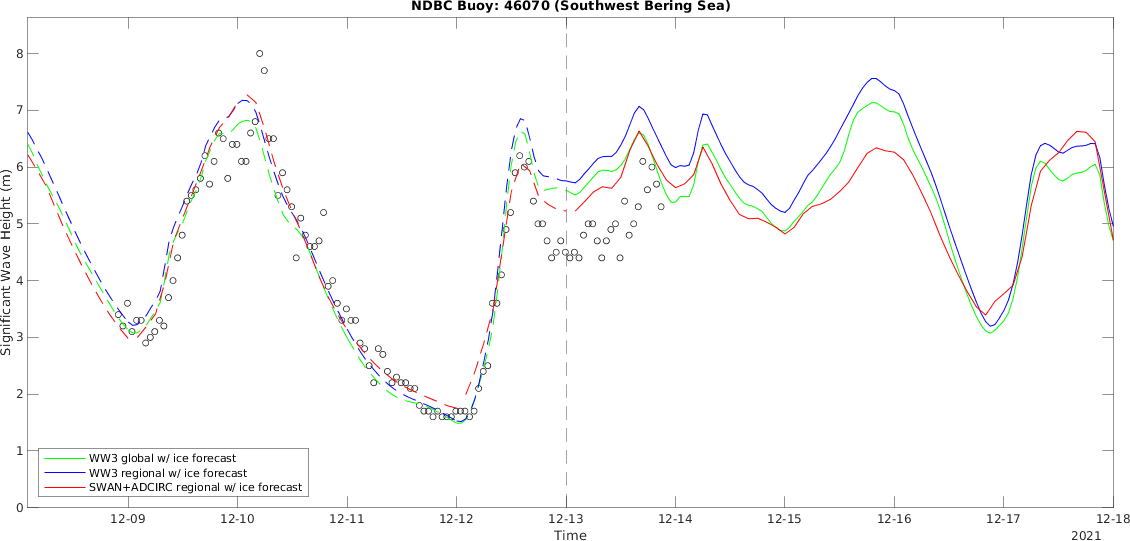 NDBC Buoy: 46070 (Southwest Bering Sea)
Significant Wave Height (m)
8
7
6
5
4
3
2
1
0
WW3 global w/ ice forecast
WW3 regional w/ ice forecast
SWAN+ADCIRC regional w/ ice forecast
12-09 12-10 12-11 12-12 12-13 12-14 12-15 12-16 12-17 12-18
Time
2021